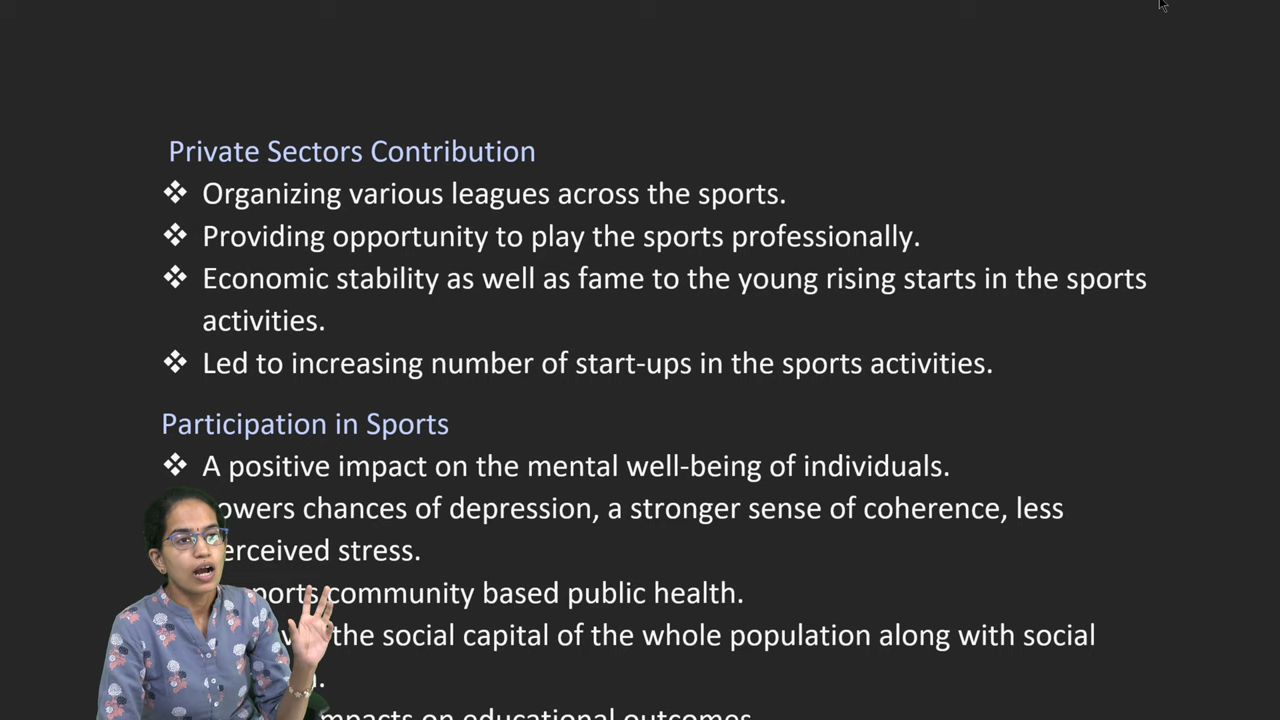 Private Sectors Contribution
❖ Organizing various leagues across the sports.
❖ Providing opportunity to play the sports professionally.
❖ Economic stability as well as fame to the young rising starts in the sports
activities.
❖ Led to increasing number of start-ups in the sports activities.
Participation in Sports
❖ A positive impact on the mental well-being of individuals.
chances of depression, a stronger sense of coherence, less
stress.
community based public health.
the social capital of the whole population along with social
on educational outcomes.